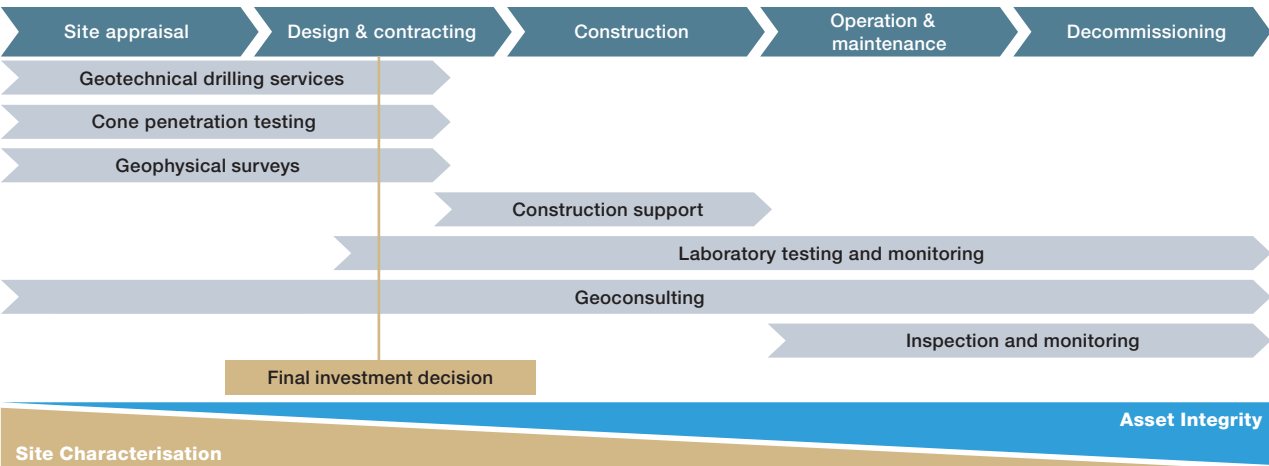 Site appraisal
Design & contracting
Construction
Operation &
maintenance
Decommissioning
Geotechnical drilling services
Cone penetration testing
Geophysical surveys
Construction support
Laboratory testing and monitoring
Geoconsulting
Inspection and monitoring
Final investment decision
Asset Integrity
Site Characterisation